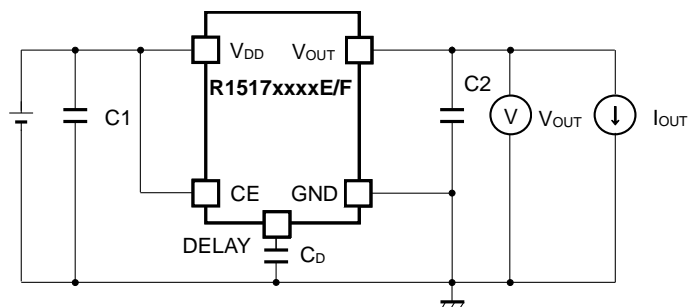 VDD VOUT
R1517xxxxE/F
C1
C2
V
VOUT
IOUT
CE GND
DELAY
CD